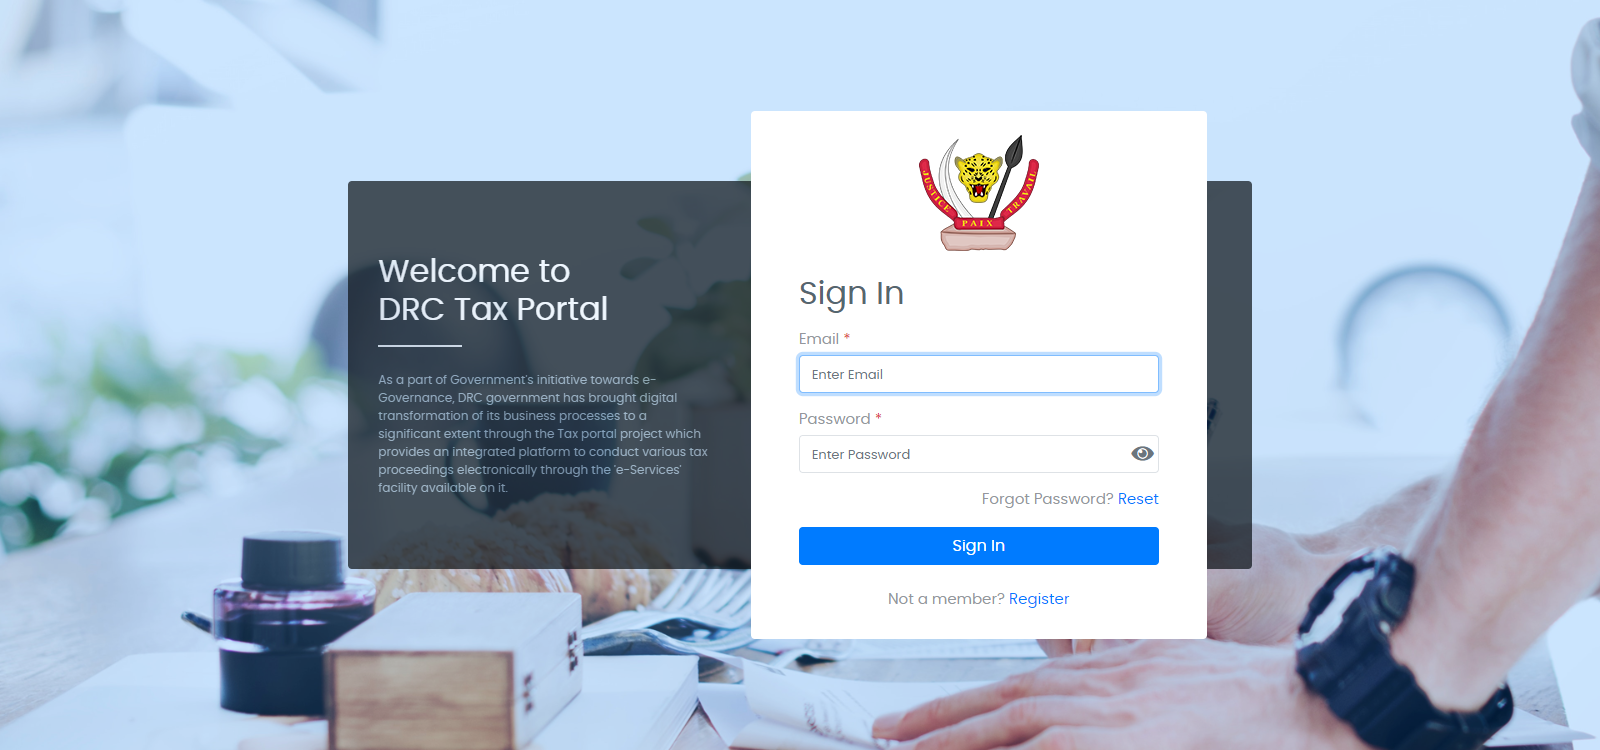 Welcome to
DRC Tax Portal
As a part of Government's initiative towards e-
Governance, DRC government has brought digital
transformation of its business processes to a
significant extent through the Tax portal project which
provides an integrated platform to conduct various tax
proceedings electronically through the 'e-Services'
facility available on it.
JUSTICE PAIX TRAVAIL
Sign In
Email *
Enter Email
Password *
Enter Password
Forgot Password? Reset
Sign In
Not a member? Register